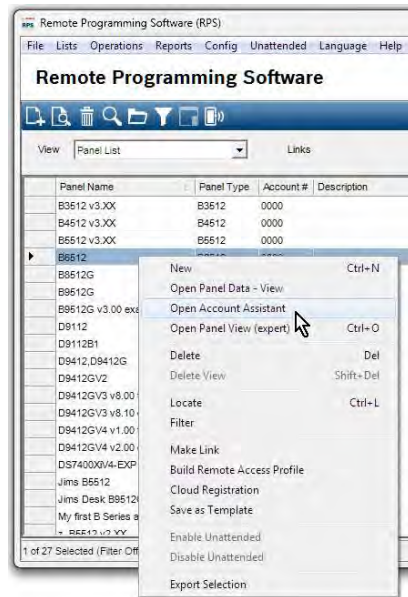 RPS Remote Programming Software (RPS)
File Lists Operations Reports Config Unattended Language Help
Remote Programming Software
View Panel List Links
Panel Name Panel Type Account # Description
B3512 v3.XX B3512 0000
B4512 v3.XX B4512 0000
B5512 v3.XX B5512 0000
B6512
B8512G
B9512G
B9512G v3.00 exa
D9112
D9112B1
D9412,D9412G
D9412GV2
D9412GV3 v8.00
D9412GV3 v8.10
D9412GV4 v1.00
D9412GV4 v2.00
DS7400XiV4-EXP
Jims B5512
Jims Desk B9512
My first B Series a
z_B5512 v2.XX
1 of 27 Selected (Filter Off
New Ctrl+N
Open Panel Data - View
Open Account Assistant
Open Panel View (expert) Ctrl+O
Delete Del
Delete View Shift+Del
Locate Ctrl+L
Filter
Make Link
Build Remote Access Profile
Cloud Registration
Save as Template
Enable Unattended
Disable Unattended
Export Selection